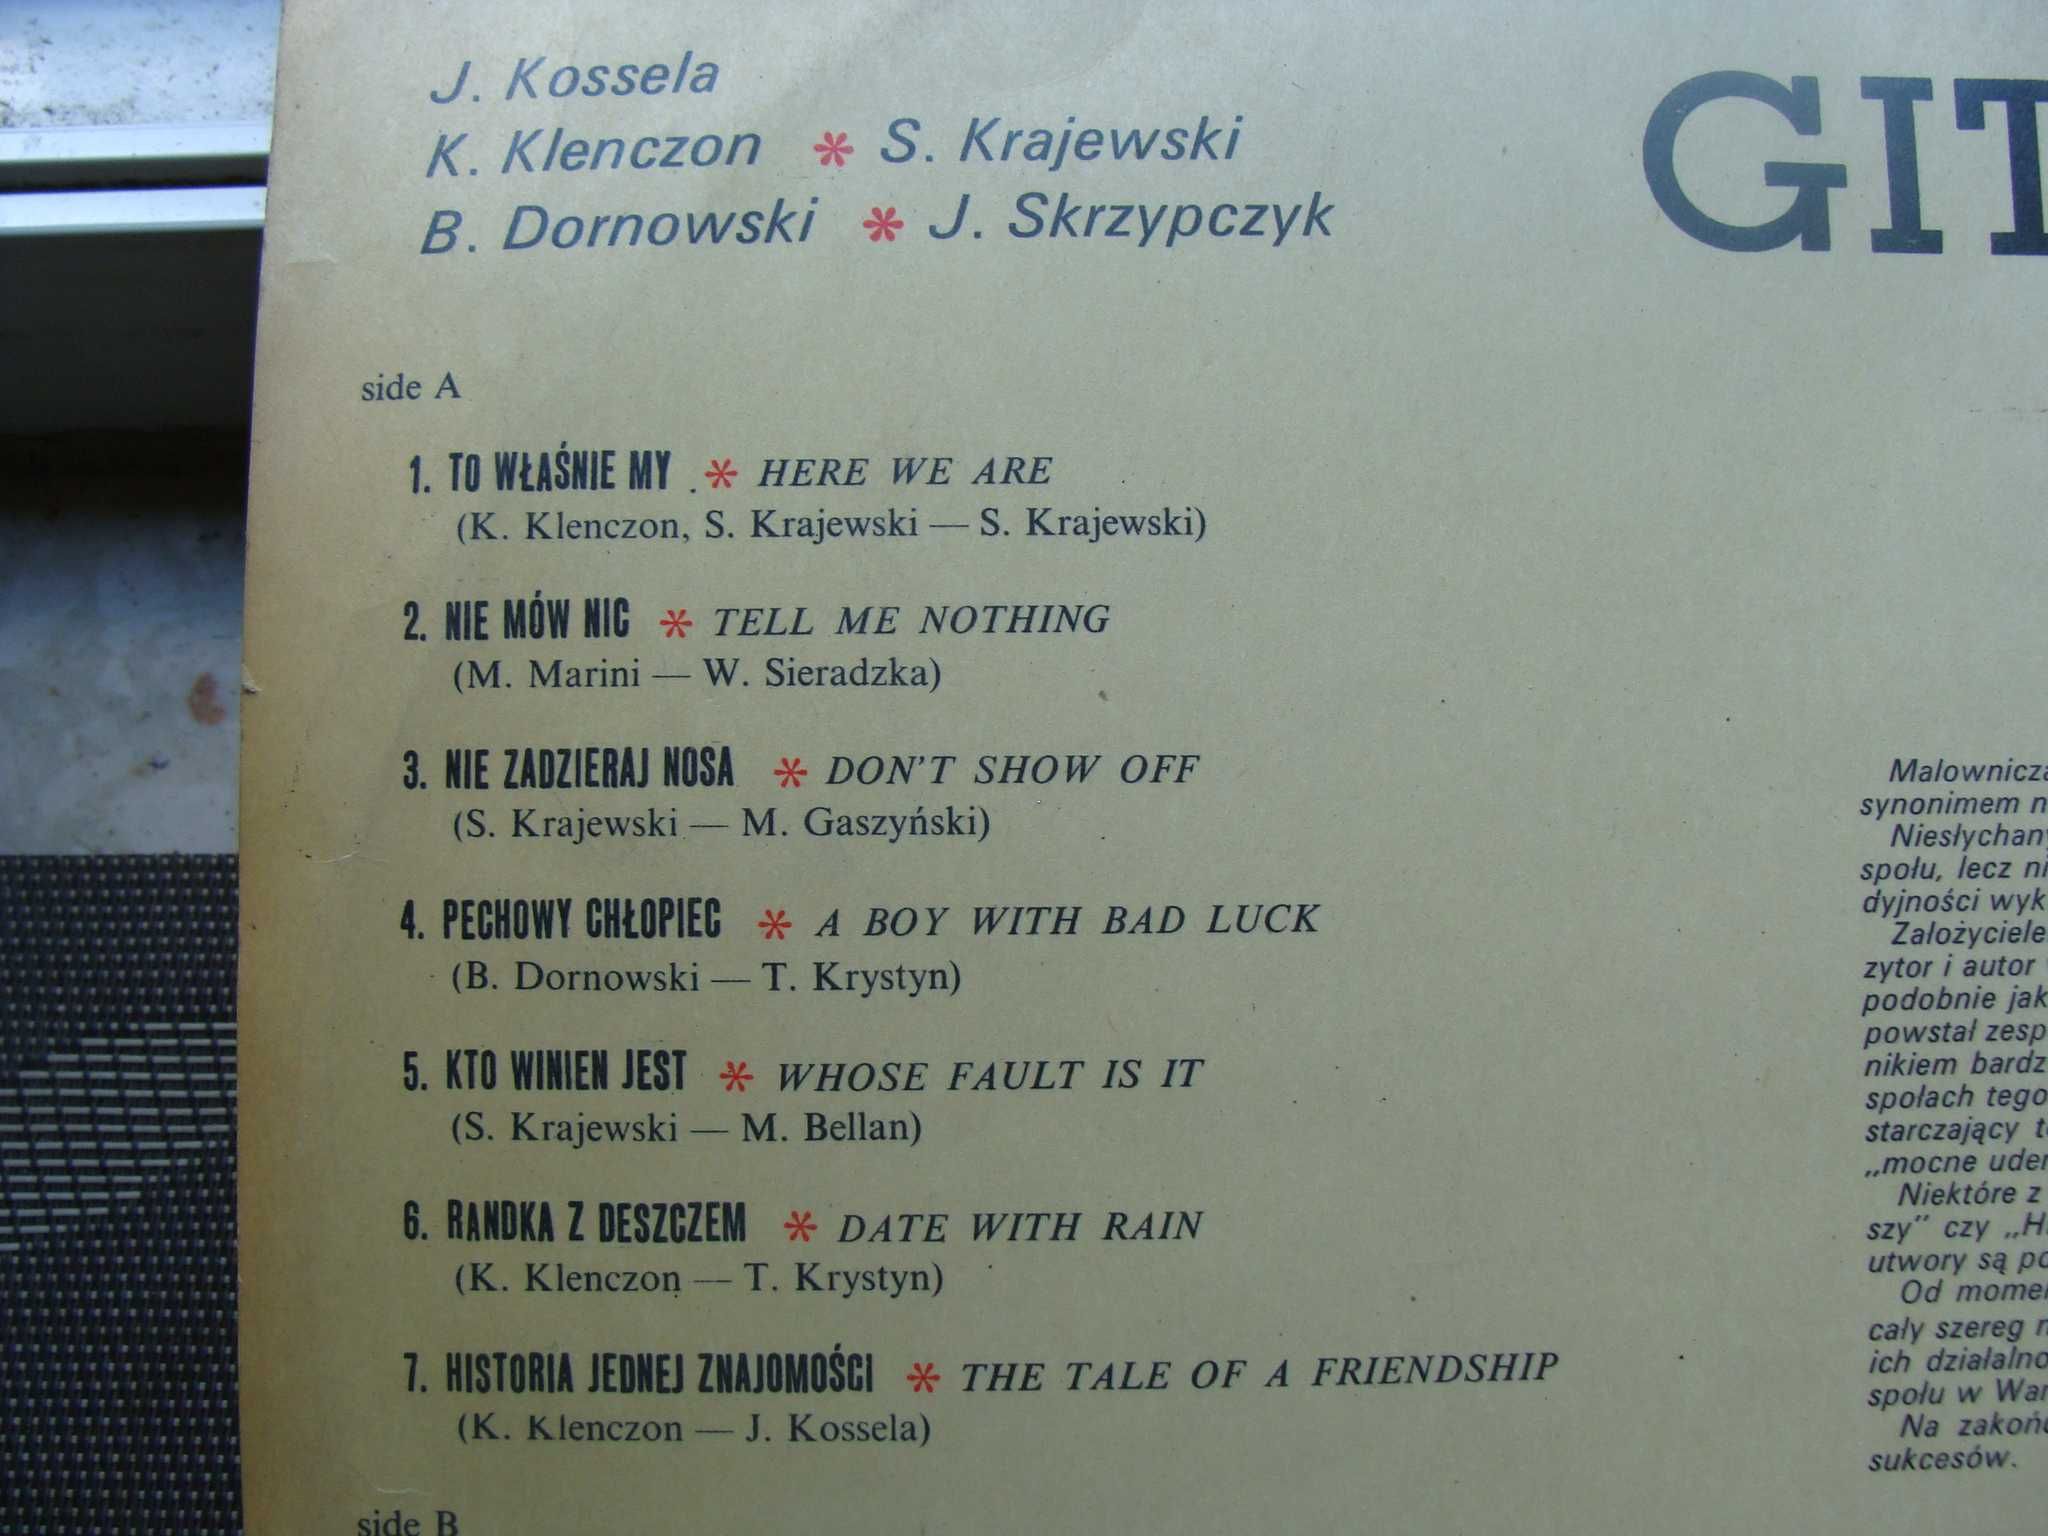 J. Kossela
K. Klenczon * S. Krajewski
B. Dornowski * J. Skrzypczyk
GIT
side A
1. TO WŁAŚNIE MY * HERE WE ARE
(K. Klenczon, S. Krajewski — S. Krajewski)
2. NIE MÓW NIC * TELL ME NOTHING
(M. Marini — W. Sieradzka)
3. NIE ZADZIERAJ NOSA * DON'T SHOW OFF
(S. Krajewski — M. Gaszyński)
4. PECHOWY CHŁOPIEC * A BOY WITH BAD LUCK
(B. Dornowski — T. Krystyn)
5. KTO WINIEN JEST * WHOSE FAULT IS IT
(S. Krajewski — M. Bellan)
6. RANDKA Z DESZCZEM * DATE WITH RAIN
(K. Klenczon — T. Krystyn)
7. HISTORIA JEDNEJ ZNAJOMOŚCI * THE TALE OF A FRIENDSHIP
(K. Klenczon — J. Kossela)
side B
Malownicza
synonimem n
Niesłychany
społu, lecz ni
dyjności wyk
Założyciele
zytor i autor
podobnie jak
powstał zesp
nikiem bardz
społach tego
starczający t
„mocne uder
Niektóre z
szy" czy „H
utwory są po
Od momen
cały szereg n
ich działalno
społu w War
Na zakońc
sukcesów.